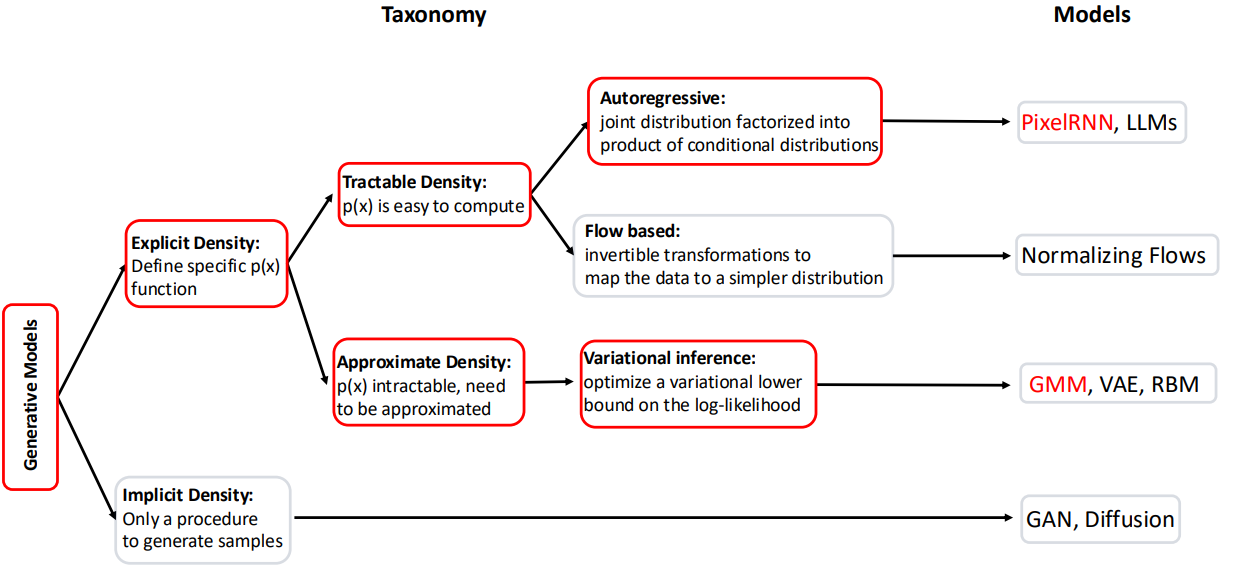 Taxonomy
Models
Autoregressive:
joint distribution factorized into
product of conditional distributions
PixelRNN, LLMs
Tractable Density:
p(x) is easy to compute
Flow based:
invertible transformations to
map the data to a simpler distribution
Normalizing Flows
Explicit Density:
Define specific p(x)
function
Generative Models
Approximate Density:
p(x) intractable, need
to be approximated
Variational inference:
optimize a variational lower
bound on the log-likelihood
GMM, VAE, RBM
Implicit Density:
Only a procedure
to generate samples
GAN, Diffusion